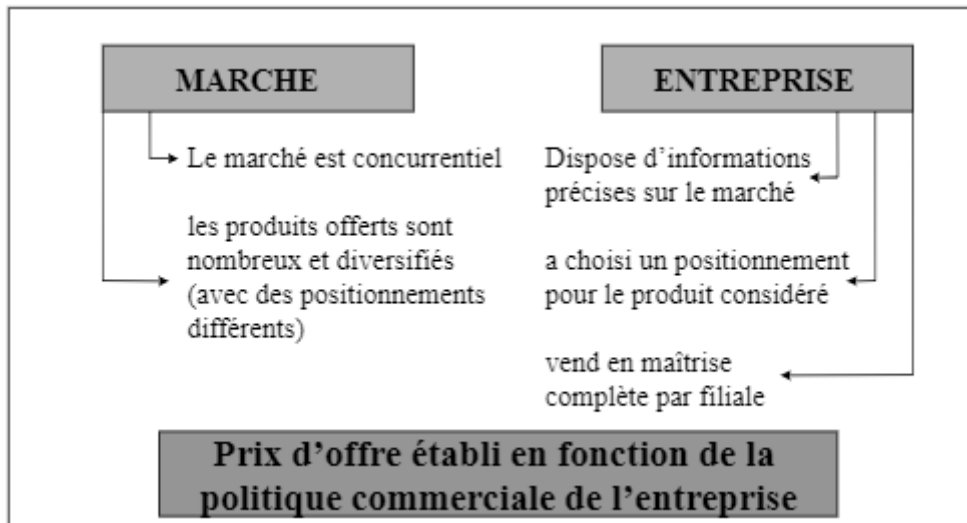 MARCHE
Le marché est concurrentiel
les produits offerts sont
nombreux et diversifiés
(avec des positionnements
différents)
ENTREPRISE
Dispose d’informations
précises sur le marché
a choisi un positionnement
pour le produit considéré
vend en maîtrise
complète par filiale
Prix d’offre établi en fonction de la
politique commerciale de l’entreprise